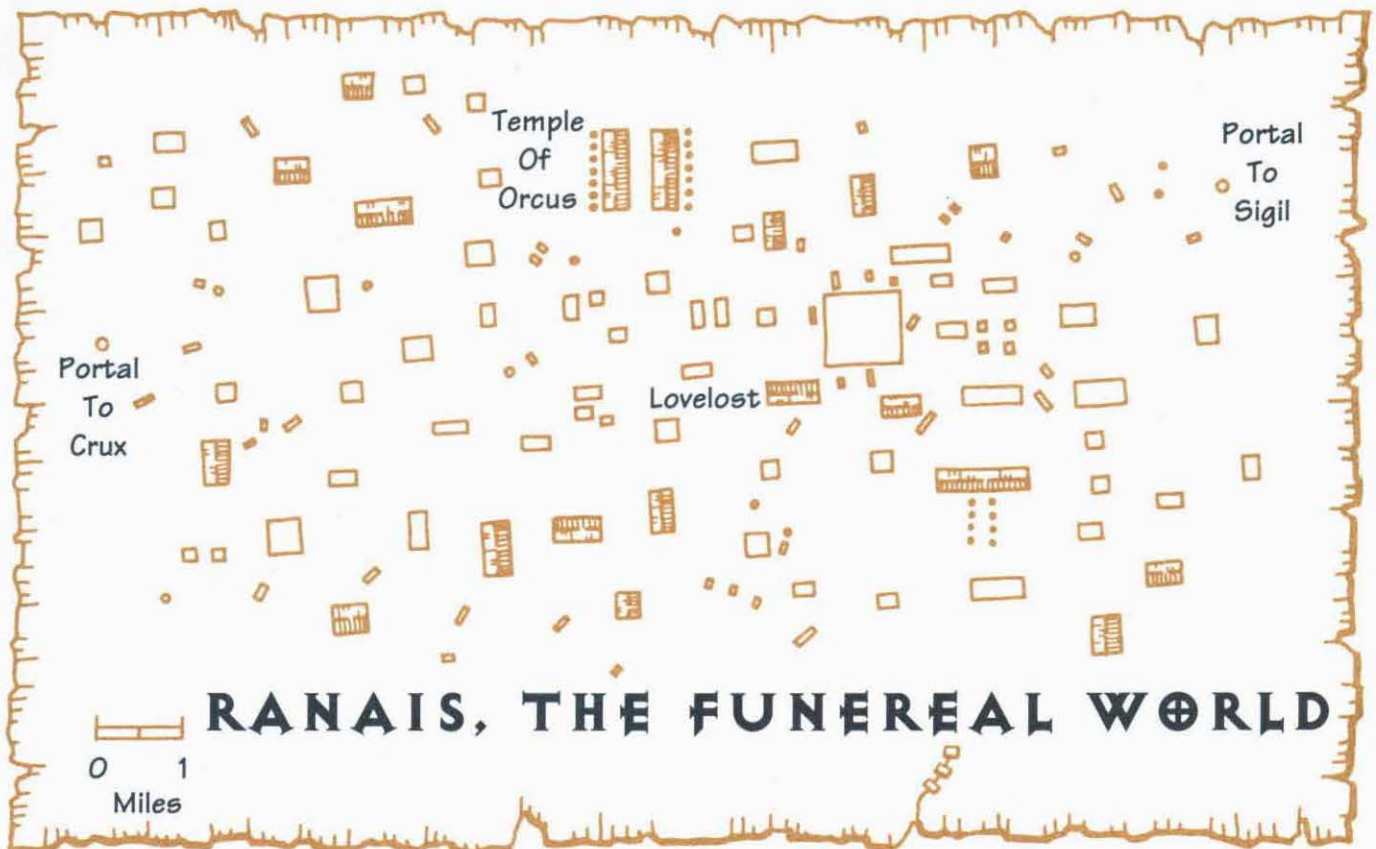 Temple
Of
Orcus
Portal
To
Sigil
Portal
To
Crux
Lovelost
RANAIS, THE FUNEREAL WORLD
0 1
Miles